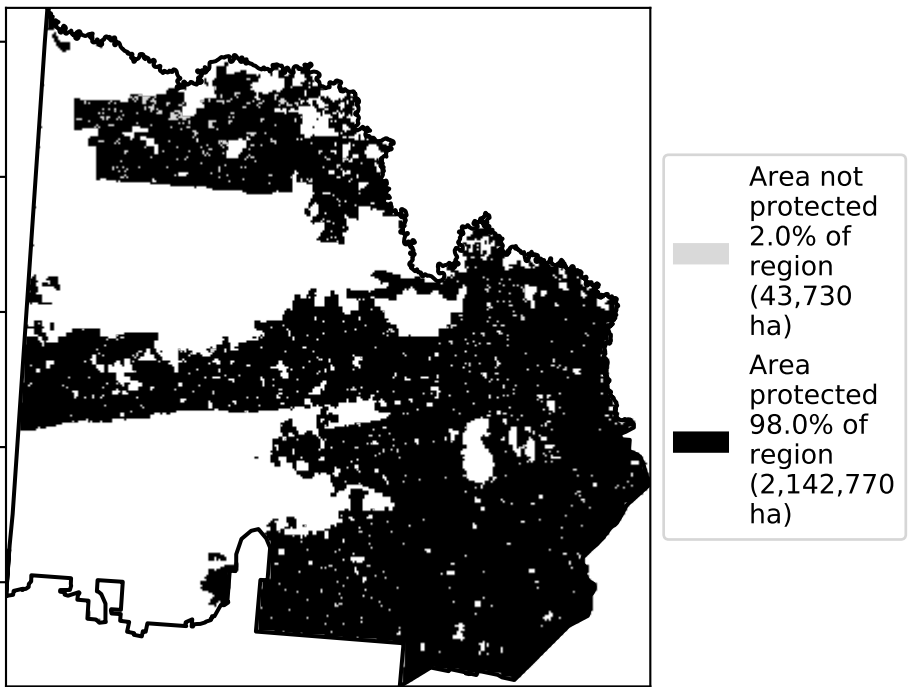 Area not
protected
2.0% of
region
(43,730
ha)
Area
protected
98.0% of
region
(2,142,770
ha)